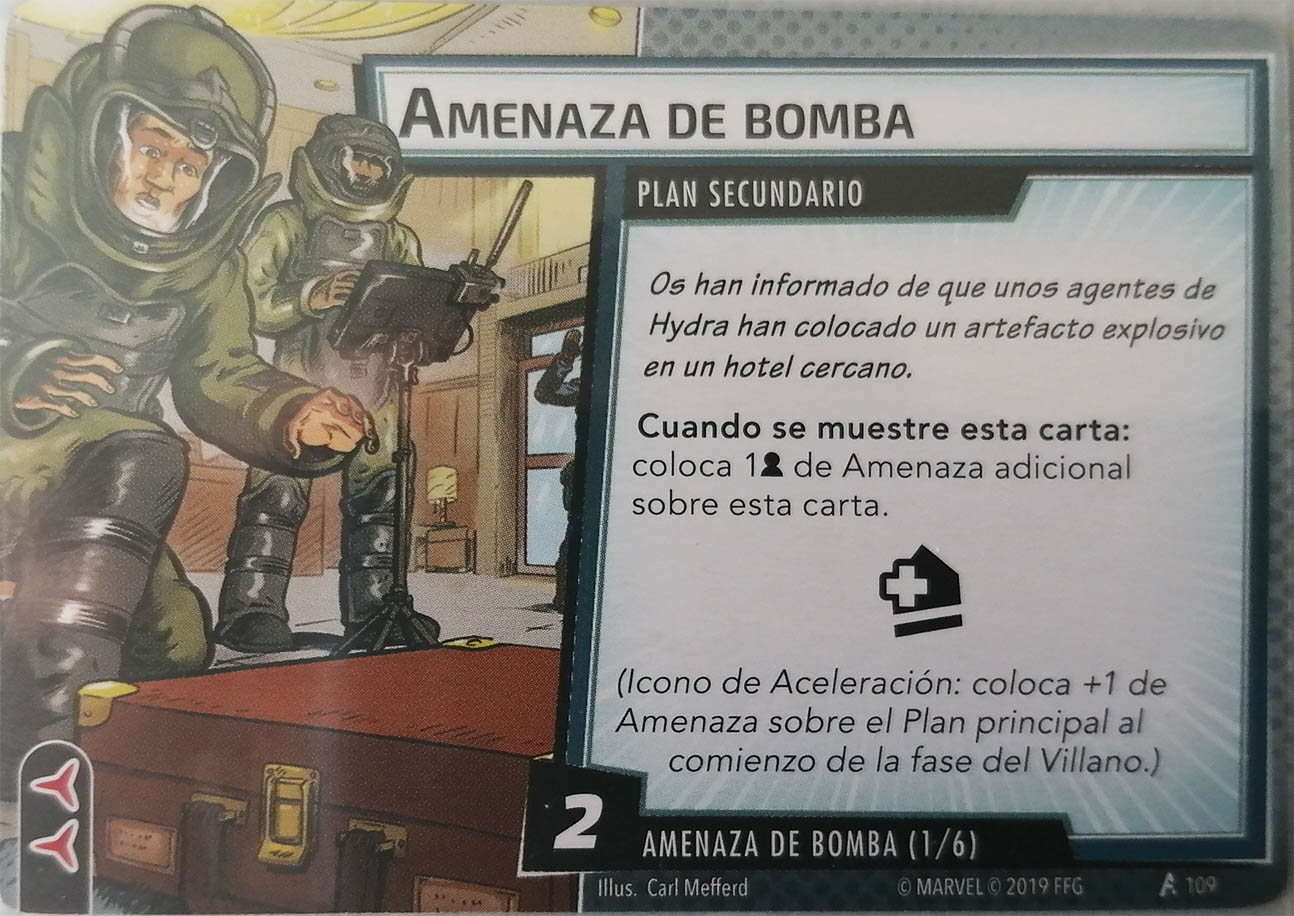 AMENAZA DE BOMBA
PLAN SECUNDARIO
Os han informado de que unos agentes de
Hydra han colocado un artefacto explosivo
en un hotel cercano.
Cuando se muestre esta carta:
coloca 1 de Amenaza adicional
sobre esta carta.
(Icono de Aceleración: coloca +1 de
Amenaza sobre el Plan principal al
comienzo de la fase del Villano.)
2
AMENAZA DE BOMBA (1/6)
Illus. Carl Mefferd
© MARVEL © 2019 FFG
109